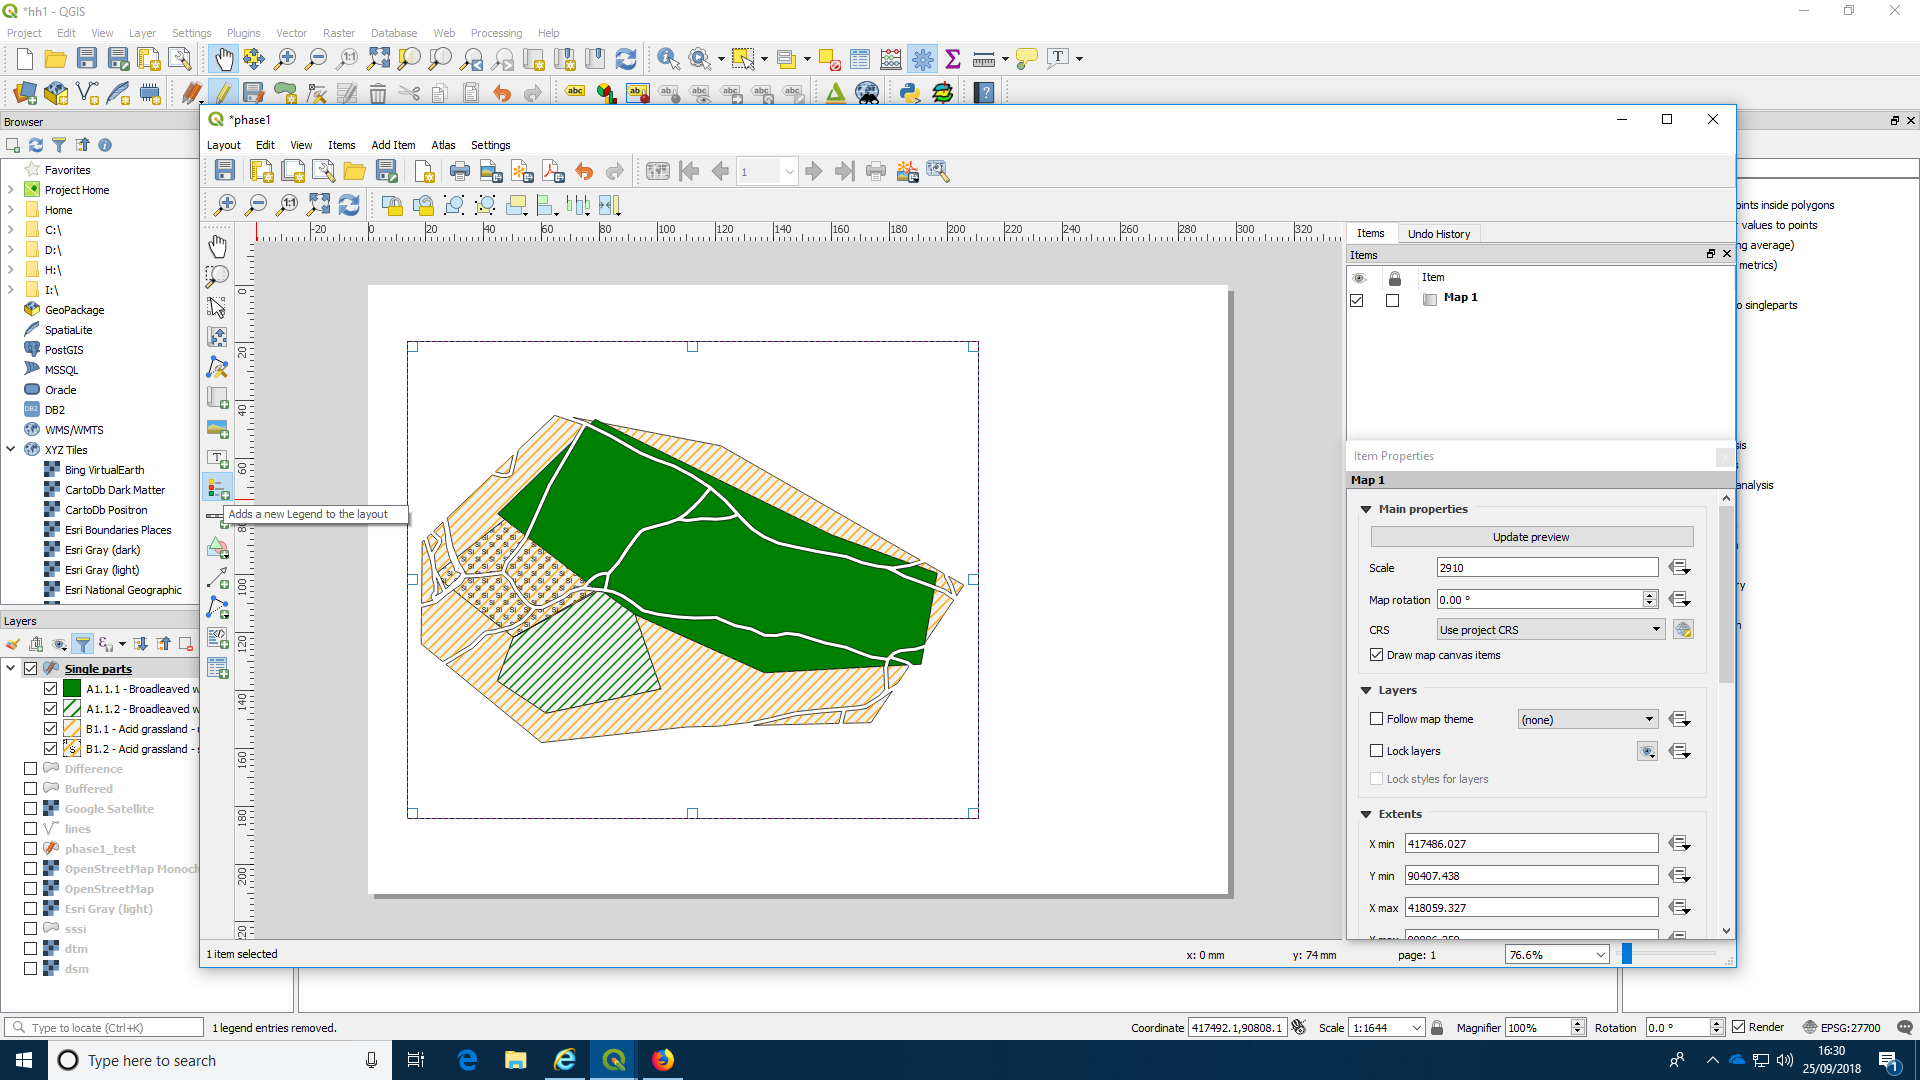 *hh1 - QGIS
Project Edit View Layer Settings Plugins Vector Raster Database Web Processing Help
Browser
*phase1
Layout Edit View Items Add Item Atlas Settings
1
Favorites
Project Home
Home
C:\
D:\
H:\
I:\
GeoPackage
SpatiaLite
PostGIS
MSSQL
Oracle
DB2
WMS/WMTS
XYZ Tiles
Bing VirtualEarth
CartoDb Dark Matter
CartoDb Positron
Esri Boundaries Places
Esri Gray (dark)
Esri Gray (light)
Esri National Geographic
Layers
Single parts
A1.1.1 - Broadleaved w
A1.1.2 - Broadleaved w
B1.1 - Acid grassland -
B1.2 - Acid grassland - s
Difference
Buffered
Google Satellite
lines
phase1_test
OpenStreetMap Monoch
OpenStreetMap
Esri Gray (light)
sssi
dtm
dsm
-20 0 20 40 60 80 100 120 140 160 180 200 220 240 260 280 300 320
0 20 40 60 80 100 120 140 160 180 200 220
Adds a new Legend to the layout
Items Undo History
Items
Item
Map 1
Item Properties
Map 1
Main properties
Update preview
Scale 2910
Map rotation 0.00 °
CRS Use project CRS
Draw map canvas items
Layers
Follow map theme (none)
Lock layers
Lock styles for layers
Extents
X min 417486.027
Y min 90407.438
X max 418059.327
oints inside polygons
values to points
ng average)
metrics)
o singleparts
sis
analysis
ry
1 item selected x: 0 mm y: 74 mm page: 1 76.6%
Type to locate (Ctrl+K) 1 legend entries removed. Coordinate 417492.1,90808.1 Scale 1:1644 Magnifier 100% Rotation 0.0 ° Render EPSG:27700
Type here to search
16:30
25/09/2018
1